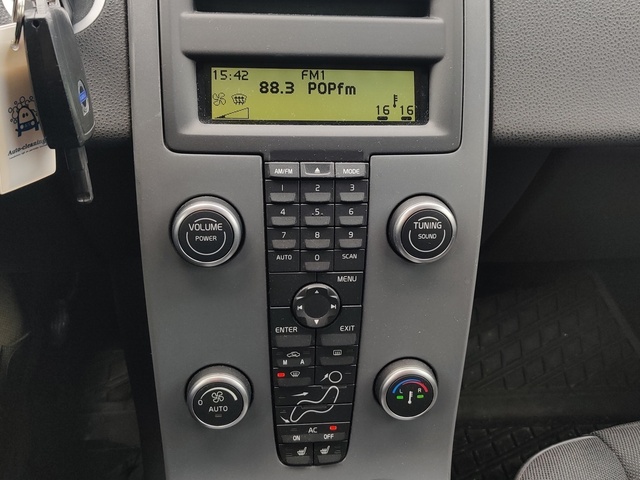 15:42 FM1
88.3 POPfm
16 16
AM/FM MODE
1 2 3
4 .5. 6
7 8 9
AUTO 0 SCAN
VOLUME
POWER
TUNING
SOUND
MENU
ENTER EXIT
M A
0
AUTO
L R
AC
ON OFF